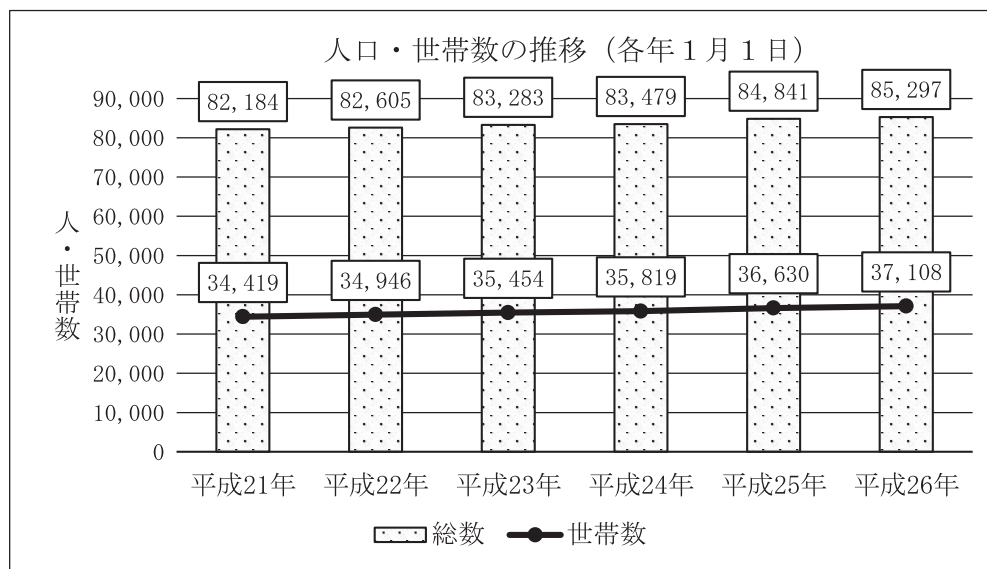 人口・世帯数の推移（各年１月１日）
90,000
80,000
70,000
60,000
50,000
40,000
30,000
20,000
10,000
0
人・世帯数
82,184
82,605
83,283
83,479
84,841
85,297
34,419
34,946
35,454
35,819
36,630
37,108
平成21年
平成22年
平成23年
平成24年
平成25年
平成26年
総数
世帯数